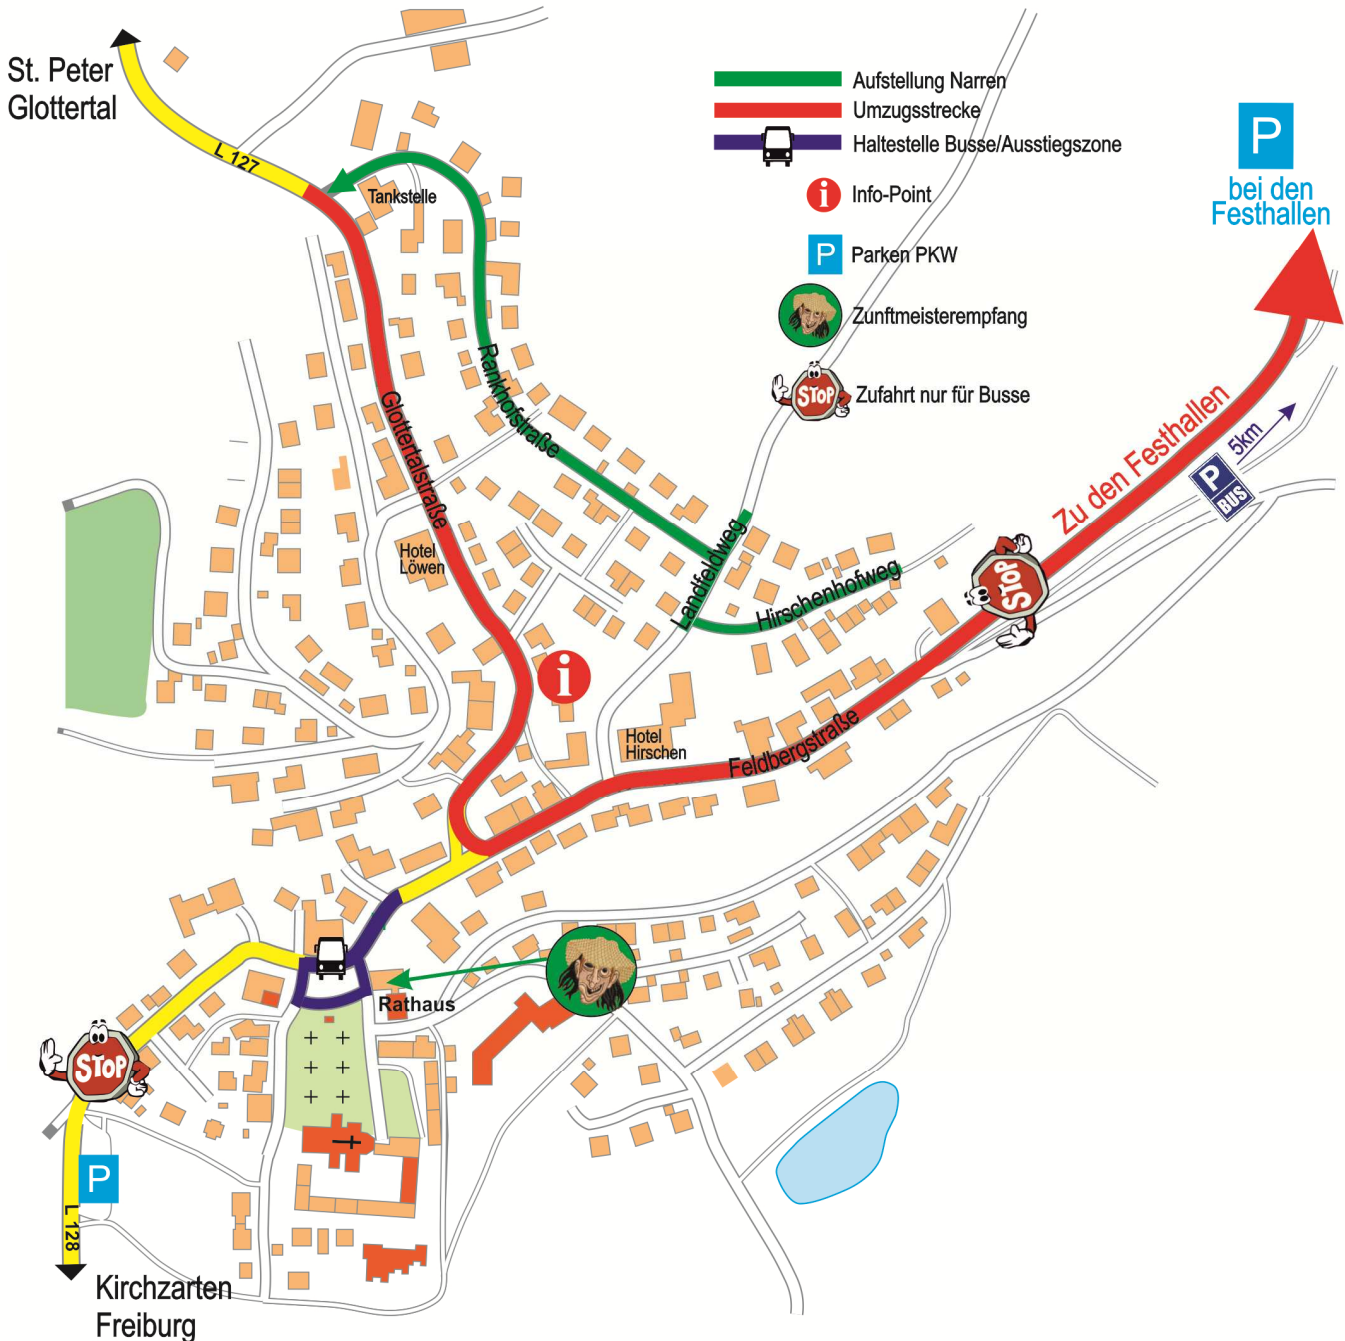 St. Peter
Glottertal
L 127
Tankstelle
Aufstellung Narren
Umzugsstrecke
Haltestelle Busse/Ausstiegszone
i
Info-Point
P
Parken PKW
Zunftmeisterempfang
STOP
Zufahrt nur für Busse
P
bei den
Festhallen
Rankhofstraße
Glottertalstraße
Zu den Festhallen
5km
P
BUS
Hotel
Löwen
Landfeldweg
Hirschenhofweg
STOP
i
Hotel
Hirschen
Feldbergstraße
Rathaus
STOP
P
L 128
Kirchzarten
Freiburg